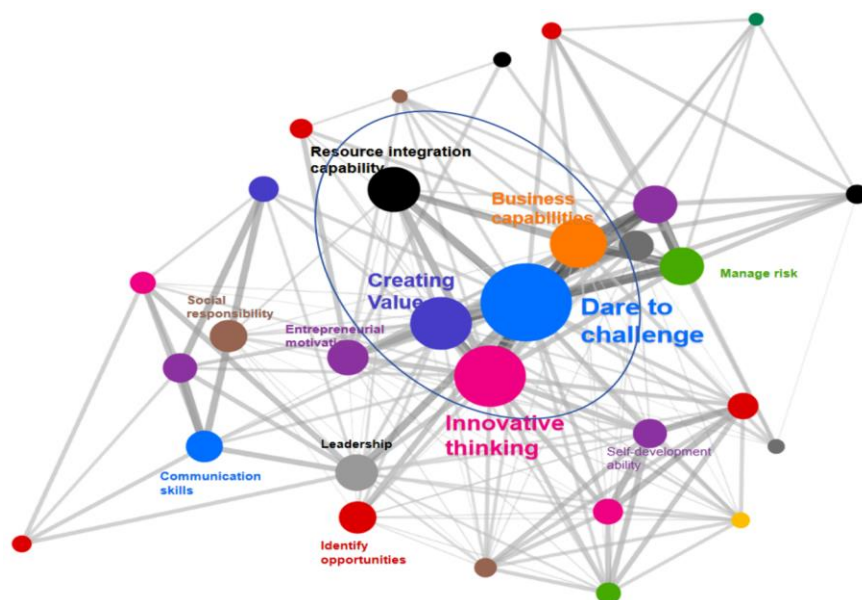 Resource integration
capability
Business
capabilities
Manage risk
Creating
Value
Dare to
challenge
Social
responsibility
Entrepreneurial
motivati
Innovative
thinking
Leadership
Self-development
ability
Communication
skills
Identify
opportunities